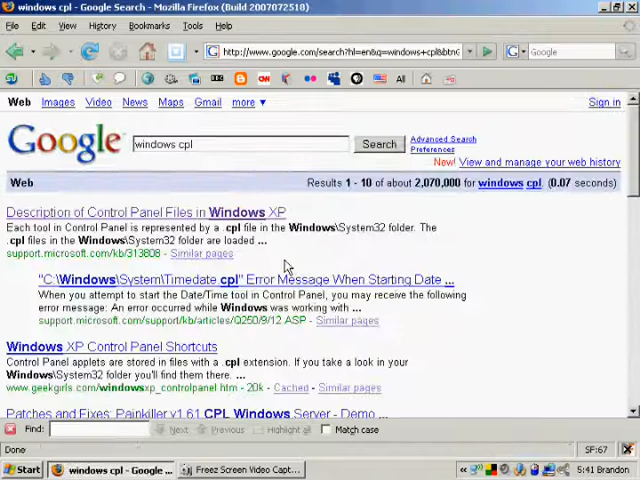 windows cpl - Google Search - Mozilla Firefox (Build 2007072518)
File Edit View History Bookmarks Tools Help
http://www.google.com/search?hl=en&q=windows+cpl&btnG
Google
CNN
All
Web Images Video News Maps Gmail more ▼ Sign in
Google
windows cpl
Search
Advanced Search
Preferences
New! View and manage your web history
Web Results 1 - 10 of about 2,070,000 for windows cpl. (0.07 seconds)
Description of Control Panel Files in Windows XP
Each tool in Control Panel is represented by a .cpl file in the Windows\System32 folder. The
.cpl files in the Windows\System32 folder are loaded ...
support.microsoft.com/kb/313808 - Similar pages
"C:\Windows\System\Timedate.cpl" Error Message When Starting Date ...
When you attempt to start the Date/Time tool in Control Panel, you may receive the following
error message: An error occurred while Windows was working with ...
support.microsoft.com/support/kb/articles/Q250/9/12.ASP - Similar pages
Windows XP Control Panel Shortcuts
Control Panel applets are stored in files with a .cpl extension. If you take a look in your
Windows\System32 folder you'll find them there. ...
www.geekgirls.com/windowsxp_controlpanel.htm - 20k - Cached - Similar pages
Patches and Fixes: Painkiller v1.61 CPL Windows Server - Demo ...
Find: Next Previous Highlight all Match case
Done SF:67
Start windows cpl - Google ... Freez Screen Video Capt... « 5:41 Brandon